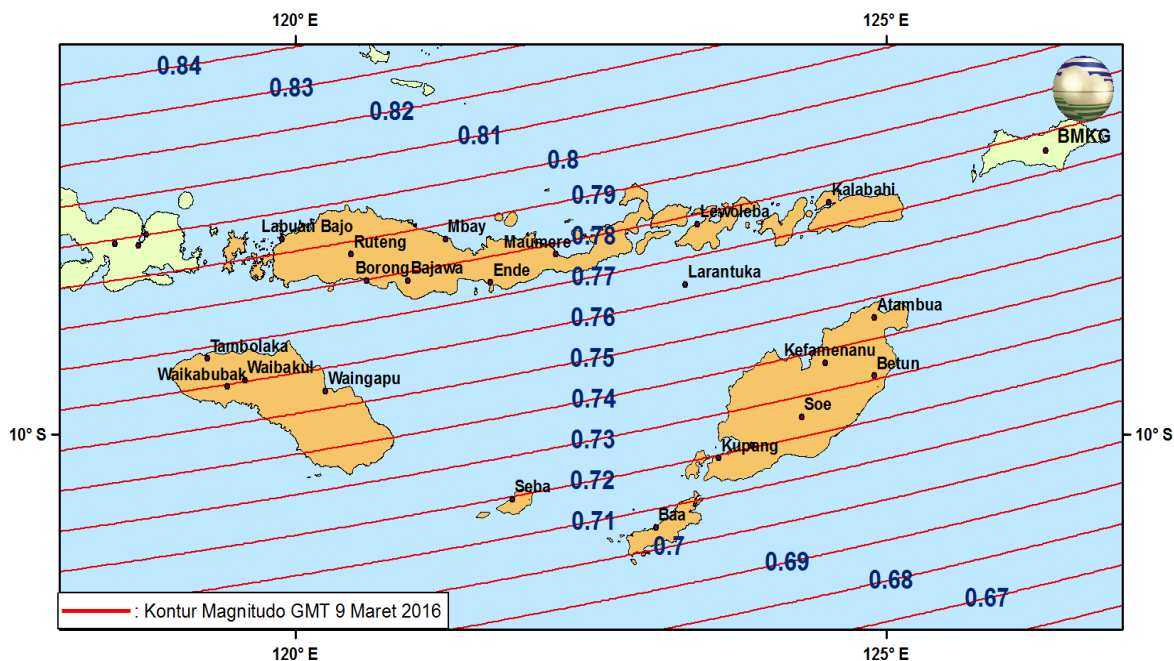 120° E
125° E
0.84
0.83
0.82
0.81
0.8
0.79
0.78
0.77
0.76
0.75
0.74
0.73
0.72
0.71
0.7
0.69
0.68
0.67
BMKG
Kalabahi
Lewoleba
Labuan Bajo
Mbay
Ruteng
Maumere
Borong
Bajawa
Ende
Larantuka
Atambua
Tambolaka
Kefamenanu
Waikabubak
Waibakul
Waingapu
Betun
Soe
10° S
10° S
Kupang
Seba
Baa
: Kontur Magnitudo GMT 9 Maret 2016
120° E
125° E